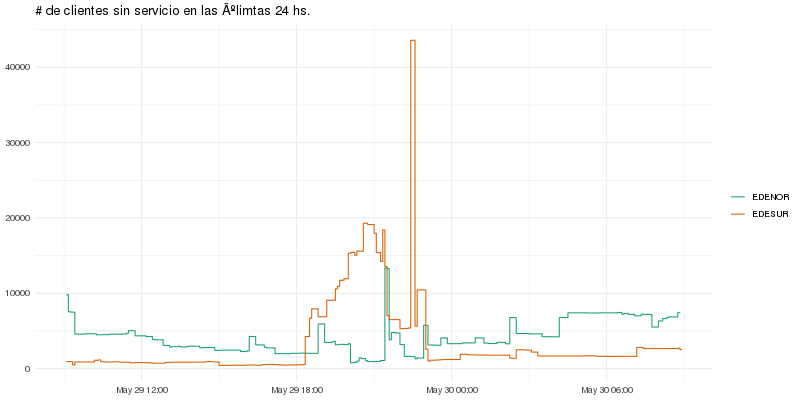 # de clientes sin servicio en las Ãºlimtas 24 hs.
40000
30000
20000
10000
0
May 29 12:00 May 29 18:00 May 30 00:00 May 30 06:00
EDENOR
EDESUR